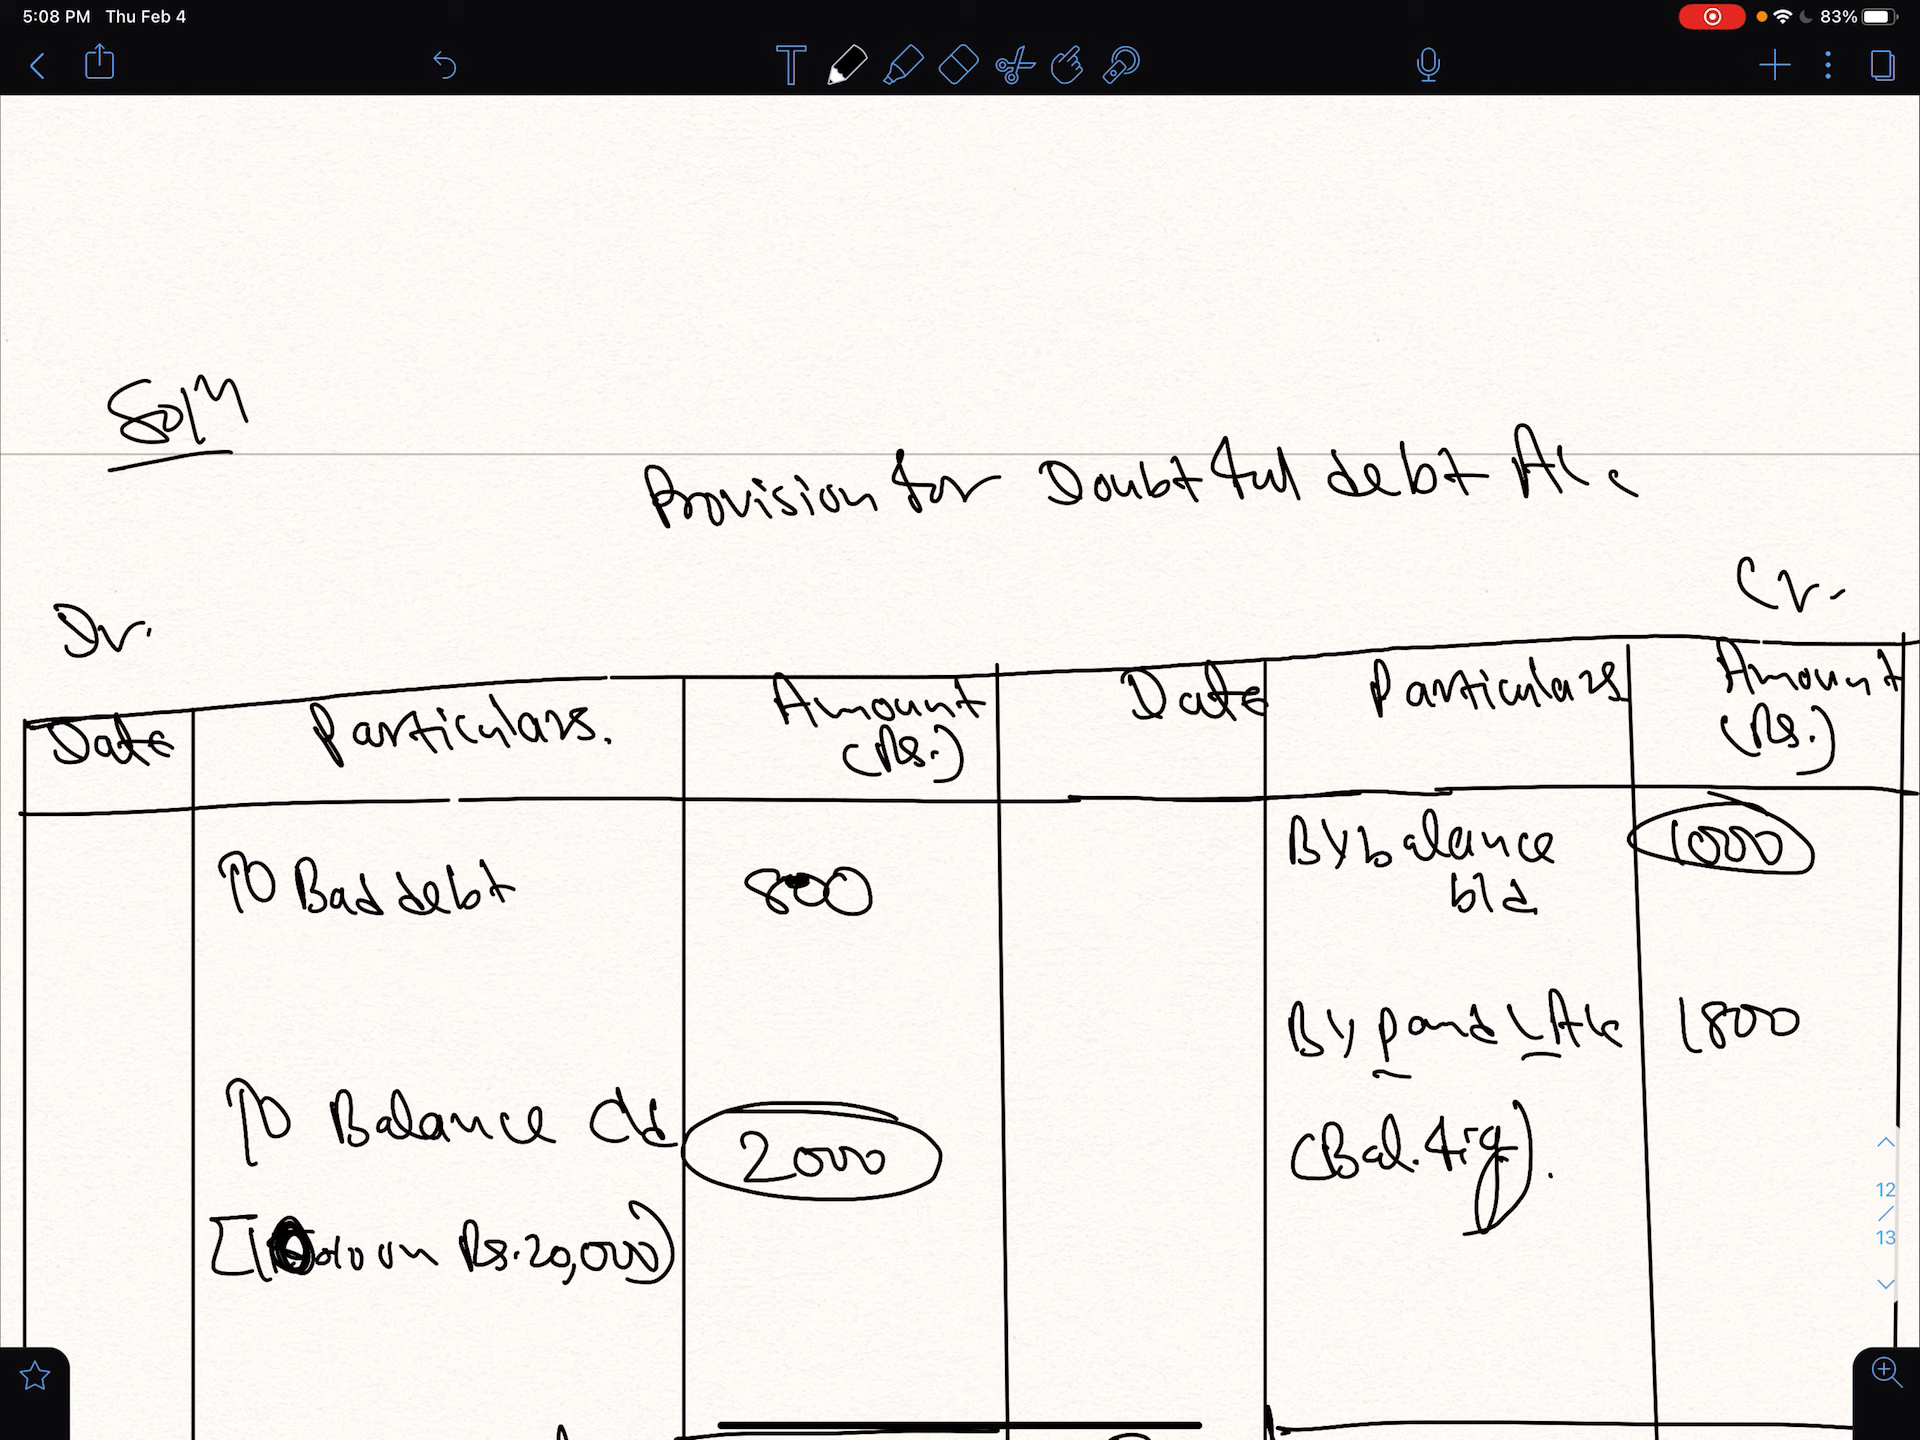 5:08 PM Thu Feb 4
83%
Soln
Provision for Doubtful debt A/c
Dr.
Cr.
Date Particulars. Amount (Rs.) Date Particulars Amount (Rs.)
To Bad debt 800
By balance b/d 1000
By P and L A/c 1800
(Bal. fig).
To Balance c/d 2000
[10% on Rs. 20,000)
12
/
13